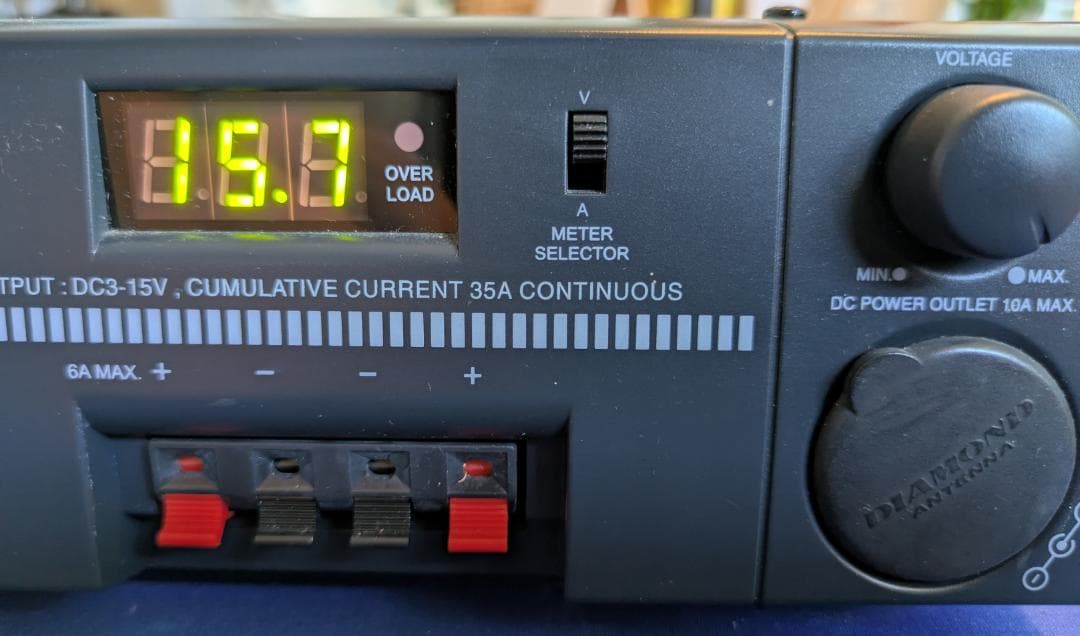 15.7
OVER
LOAD
V
A
METER
SELECTOR
VOLTAGE
MIN. MAX.
TPUT : DC3-15V , CUMULATIVE CURRENT 35A CONTINUOUS
DC POWER OUTLET 10A MAX.
6A MAX. + − − +
DIAMOND
ANTENNA